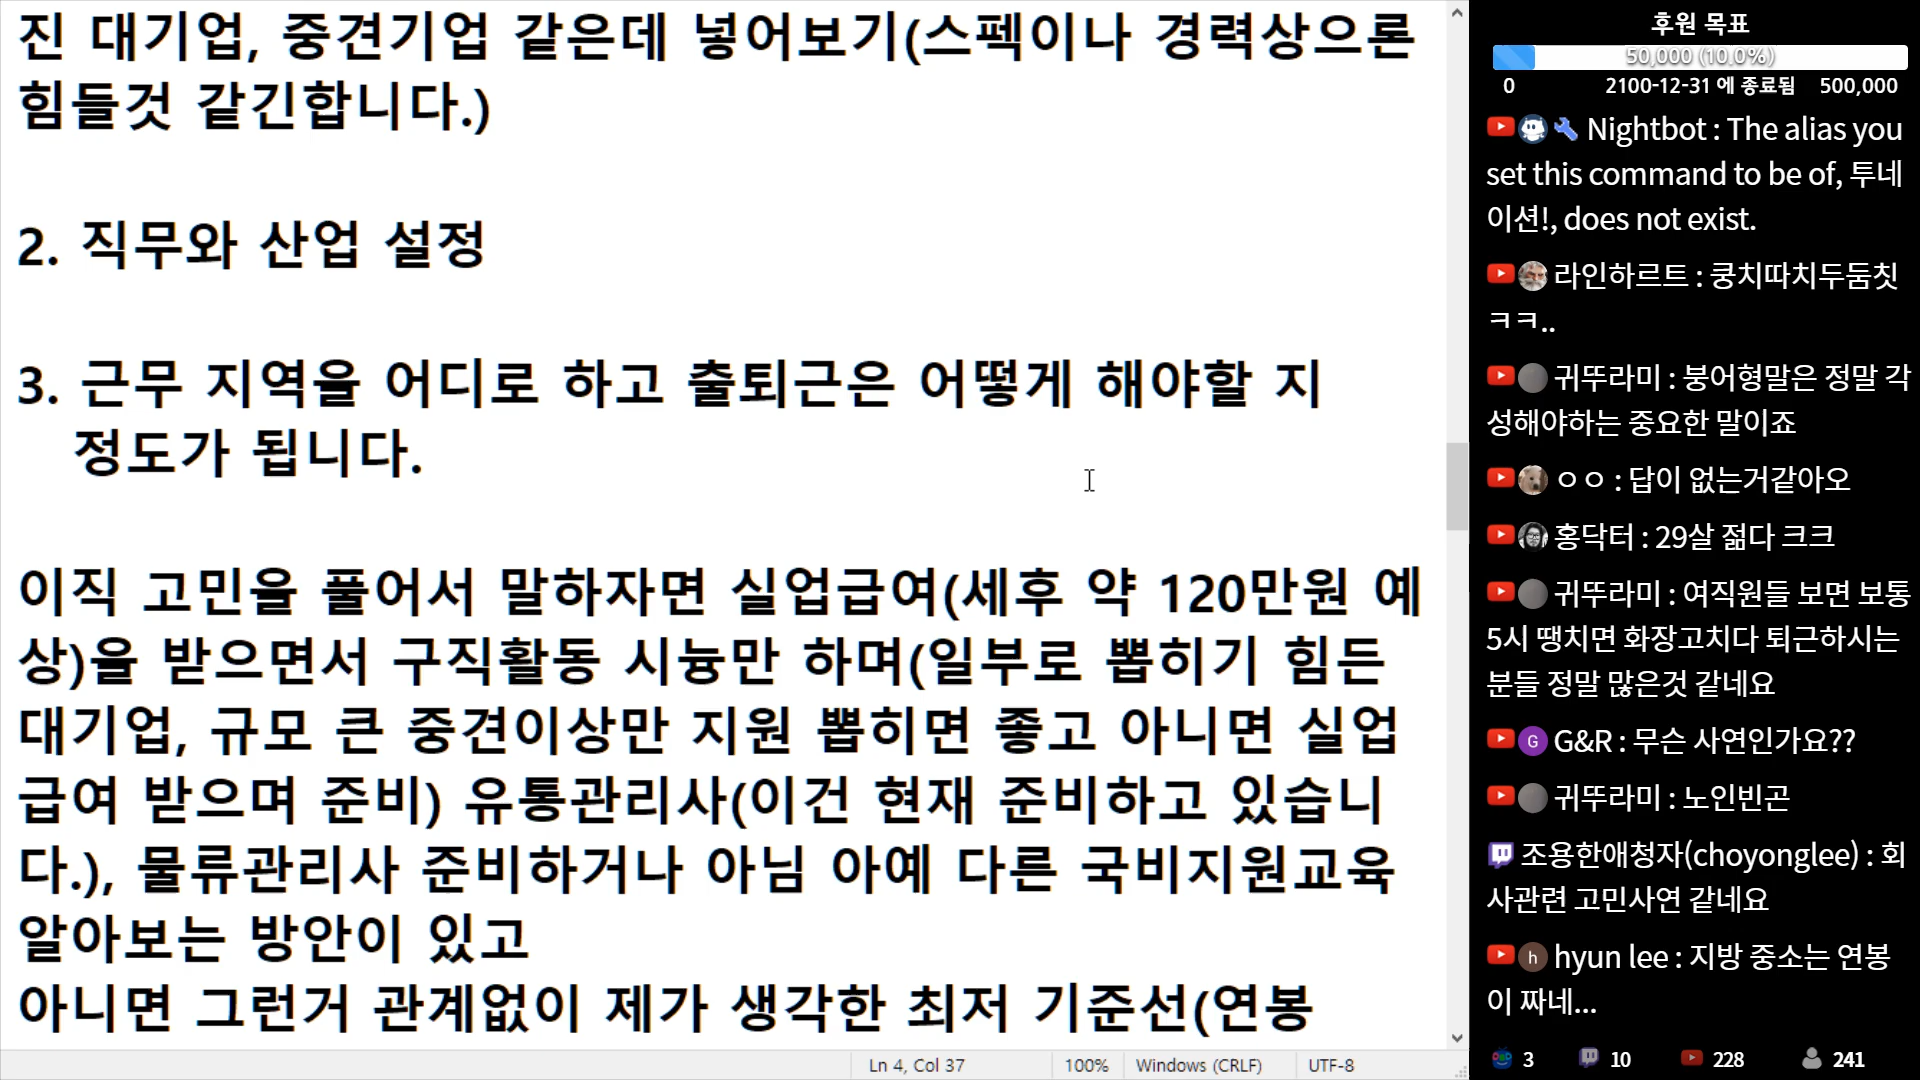 진 대기업, 중견기업 같은데 넣어보기(스펙이나 경력상으론
힘들것 같긴합니다.)
2. 직무와 산업 설정
3. 근무 지역을 어디로 하고 출퇴근은 어떻게 해야할 지
정도가 됩니다.
이직 고민을 풀어서 말하자면 실업급여(세후 약 120만원 예
상)을 받으면서 구직활동 시늉만 하며(일부로 뽑히기 힘든
대기업, 규모 큰 중견이상만 지원 뽑히면 좋고 아니면 실업
급여 받으며 준비) 유통관리사(이건 현재 준비하고 있습니
다.), 물류관리사 준비하거나 아님 아예 다른 국비지원교육
알아보는 방안이 있고
아니면 그런거 관계없이 제가 생각한 최저 기준선(연봉
Ln 4, Col 37
100%
Windows (CRLF)
UTF-8
후원 목표
50,000 (10.0%)
0 2100-12-31 에 종료됨 500,000
Nightbot : The alias you
set this command to be of, 투네
이션!, does not exist.
라인하르트 : 쿵치따치두둠칫
ㅋㅋ..
귀뚜라미 : 붕어형말은 정말 각
성해야하는 중요한 말이죠
ㅇㅇ : 답이 없는거같아오
홍닥터 : 29살 젊다 크크
귀뚜라미 : 여직원들 보면 보통
5시 땡치면 화장고치다 퇴근하시는
분들 정말 많은것 같네요
G G&R : 무슨 사연인가요??
귀뚜라미 : 노인빈곤
조용한애청자(choyonglee) : 회
사관련 고민사연 같네요
h hyun lee : 지방 중소는 연봉
이 짜네...
3 10 228 241